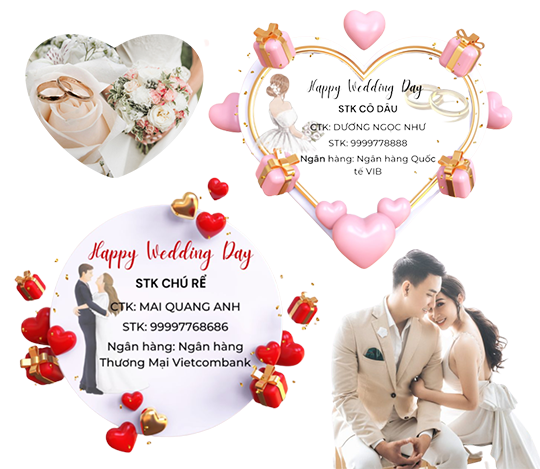 Happy Wedding Day
STK CÔ DÂU
CTK: DƯƠNG NGỌC NHƯ
STK: 9999778888
Ngân hàng: Ngân hàng Quốc
tế VIB
Happy Wedding Day
STK CHÚ RỂ
CTK: MAI QUANG ANH
STK: 99997768686
Ngân hàng: Ngân hàng
Thương Mại Vietcombank